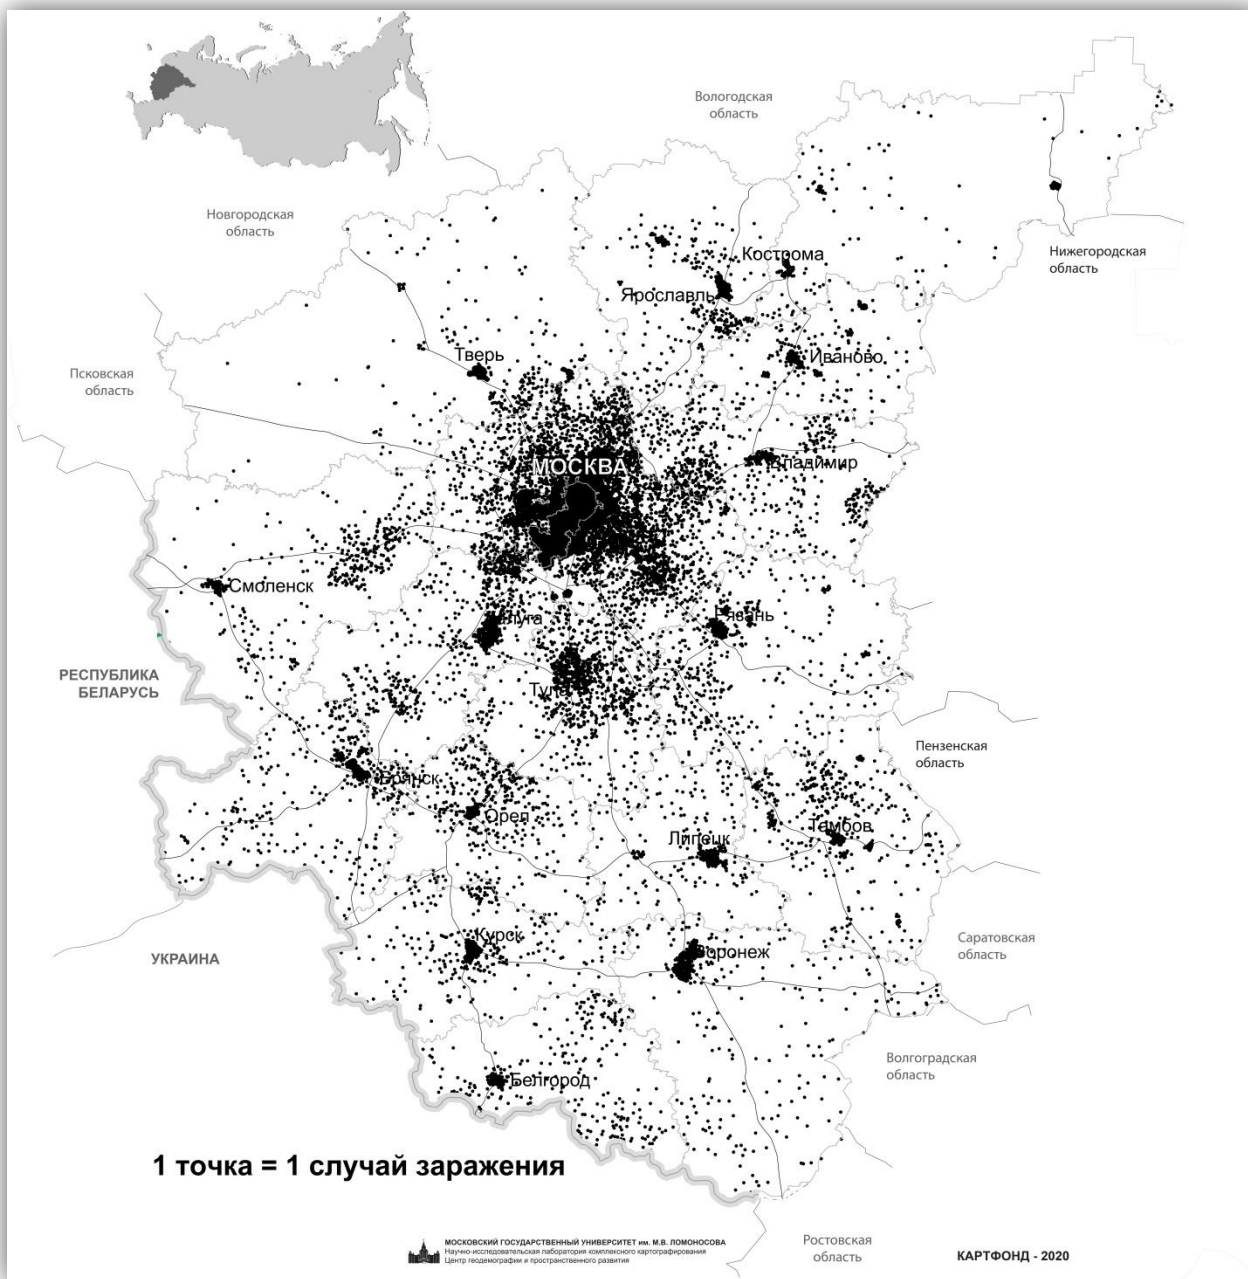 Вологодская
область
Новгородская
область
Кострома
Нижегородская
область
Ярославль
Тверь
Иваново
Псковская
область
МОСКВА
Владимир
Смоленск
Калуга
Рязань
РЕСПУБЛИКА
БЕЛАРУСЬ
Тула
Пензенская
область
Брянск
Орел
Тамбов
Липецк
Курск
Воронеж
Саратовская
область
УКРАИНА
Волгоградская
область
Белгород
1 точка = 1 случай заражения
Ростовская
область
МОСКОВСКИЙ ГОСУДАРСТВЕННЫЙ УНИВЕРСИТЕТ им. М.В. ЛОМОНОСОВА
Научно-исследовательская лаборатория комплексного картографирования
Центр геодемографии и пространственного развития
КАРТФОНД - 2020